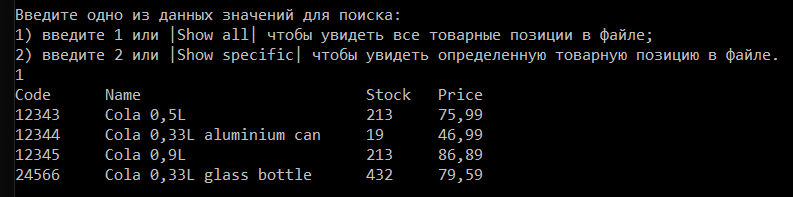 Введите одно из данных значений для поиска:
1) введите 1 или |Show all| чтобы увидеть все товарные позиции в файле;
2) введите 2 или |Show specific| чтобы увидеть определенную товарную позицию в файле.
1
Code Name Stock Price
12343 Cola 0,5L 213 75,99
12344 Cola 0,33L aluminium can 19 46,99
12345 Cola 0,9L 213 86,89
24566 Cola 0,33L glass bottle 432 79,59